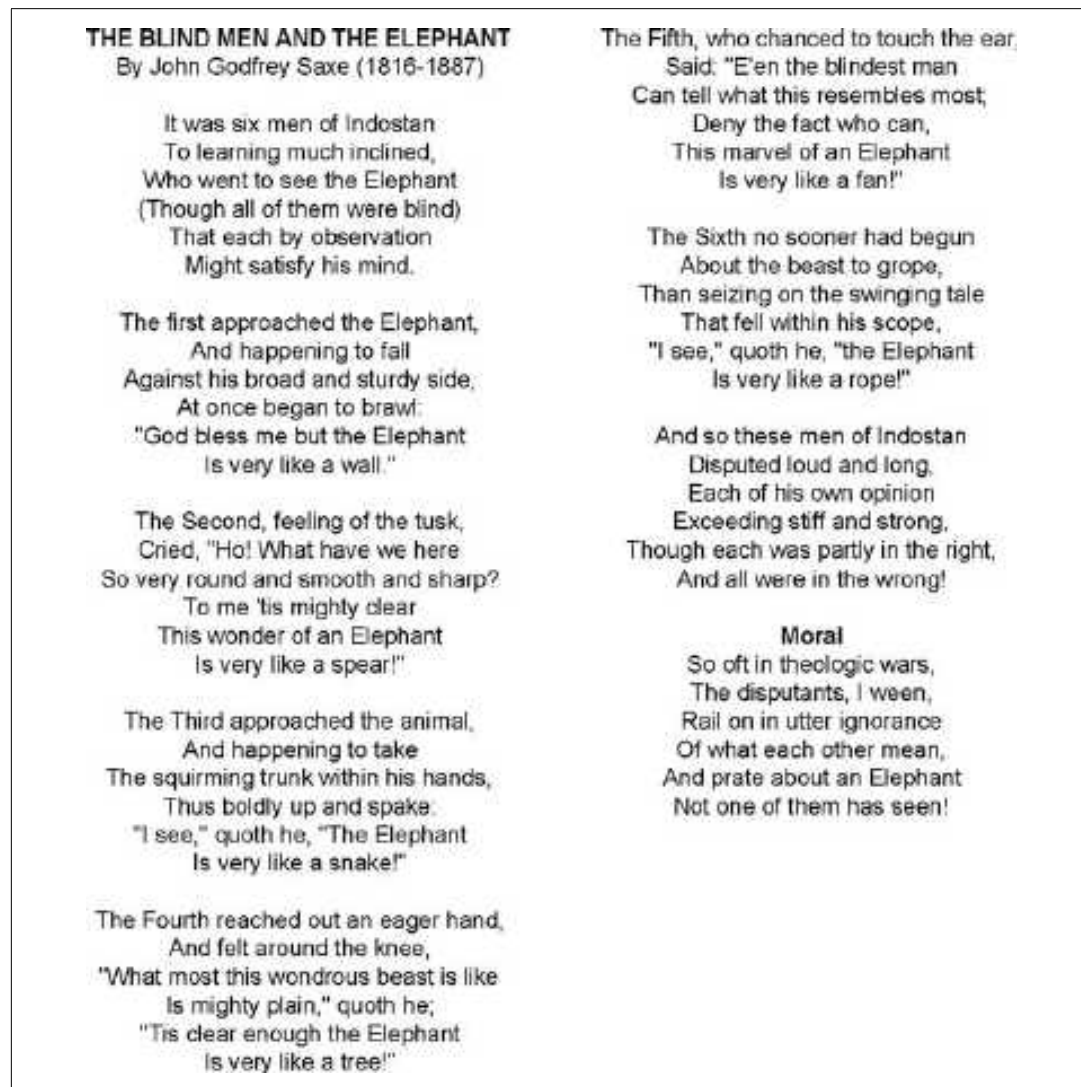 THE BLIND MEN AND THE ELEPHANT
By John Godfrey Saxe (1816-1887)

It was six men of Indostan
To learning much inclined,
Who went to see the Elephant
(Though all of them were blind)
That each by observation
Might satisfy his mind.

The first approached the Elephant,
And happening to fall
Against his broad and sturdy side,
At once began to brawl:
"God bless me but the Elephant
Is very like a wall."

The Second, feeling of the tusk,
Cried, "Ho! What have we here
So very round and smooth and sharp?
To me 'tis mighty clear
This wonder of an Elephant
Is very like a spear!"

The Third approached the animal,
And happening to take
The squirming trunk within his hands,
Thus boldly up and spake:
"I see," quoth he, "The Elephant
Is very like a snake!"

The Fourth reached out an eager hand,
And felt around the knee,
"What most this wondrous beast is like
Is mighty plain," quoth he;
"Tis clear enough the Elephant
Is very like a tree!"

The Fifth, who chanced to touch the ear,
Said: "E'en the blindest man
Can tell what this resembles most;
Deny the fact who can,
This marvel of an Elephant
Is very like a fan!"

The Sixth no sooner had begun
About the beast to grope,
Than seizing on the swinging tale
That fell within his scope,
"I see," quoth he, "the Elephant
Is very like a rope!"

And so these men of Indostan
Disputed loud and long,
Each of his own opinion
Exceeding stiff and strong,
Though each was partly in the right,
And all were in the wrong!

Moral
So oft in theologic wars,
The disputants, I ween,
Rail on in utter ignorance
Of what each other mean,
And prate about an Elephant
Not one of them has seen!